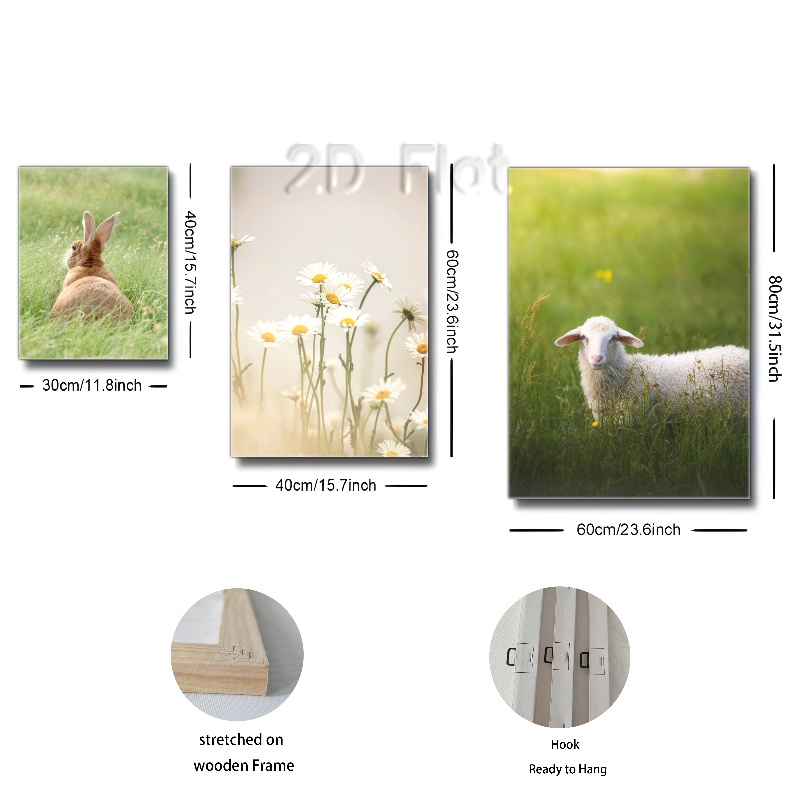 2D Flat
40cm/15.7inch
30cm/11.8inch
60cm/23.6inch
40cm/15.7inch
80cm/31.5inch
60cm/23.6inch
stretched on
wooden Frame
Hook
Ready to Hang